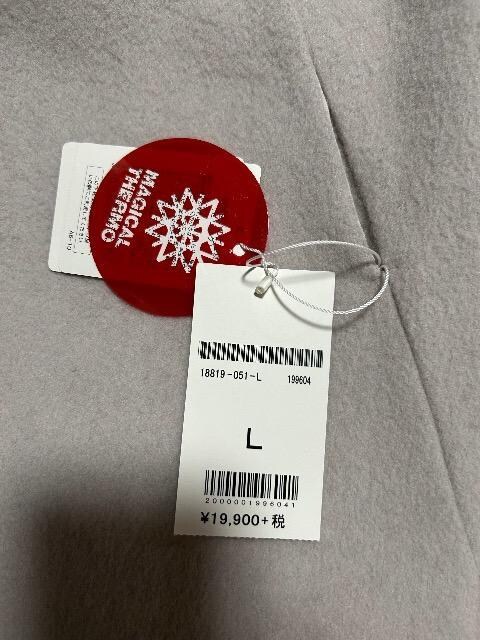 MAGICAL
THERMO
18819-051-L 199604
L
2000001996041
¥19,900+税